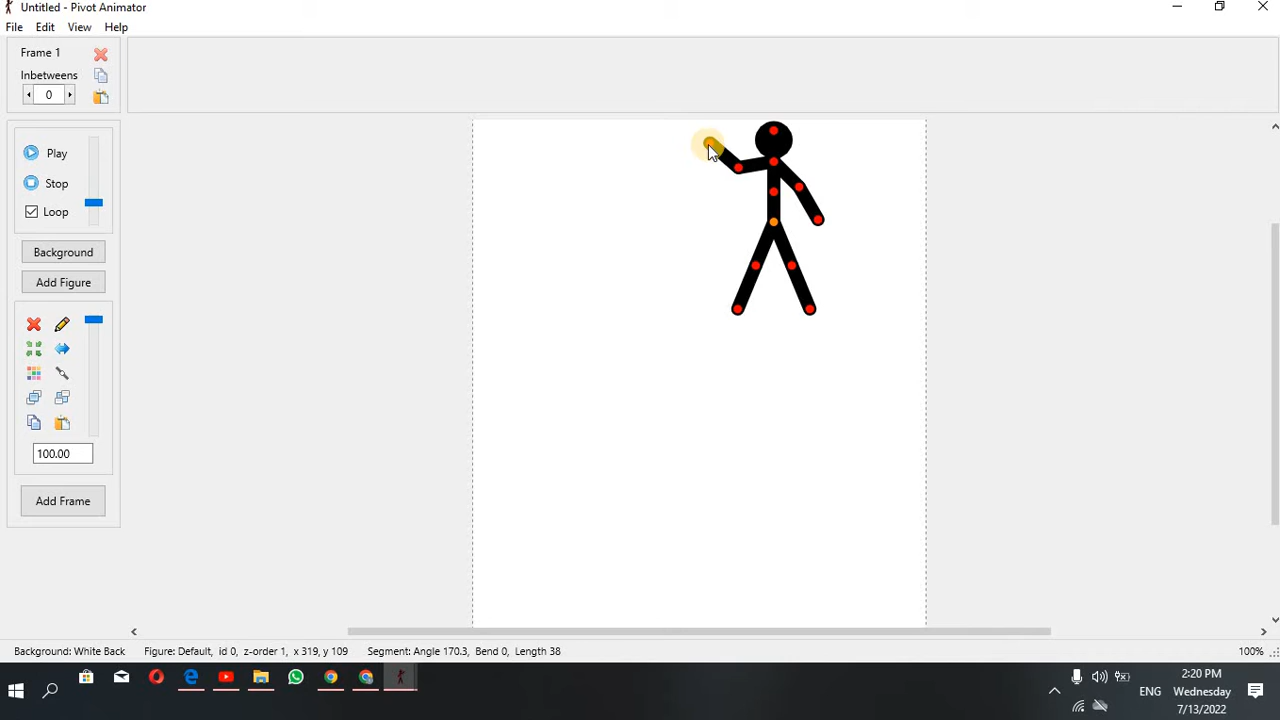 Untitled - Pivot Animator
File Edit View Help
Frame 1
Inbetweens
0
Play
Stop
Loop
Background
Add Figure
100.00
Add Frame
Background: White Back Figure: Default, id 0, z-order 1, x 319, y 109 Segment: Angle 170.3, Bend 0, Length 38 100%
2:20 PM
ENG Wednesday
7/13/2022